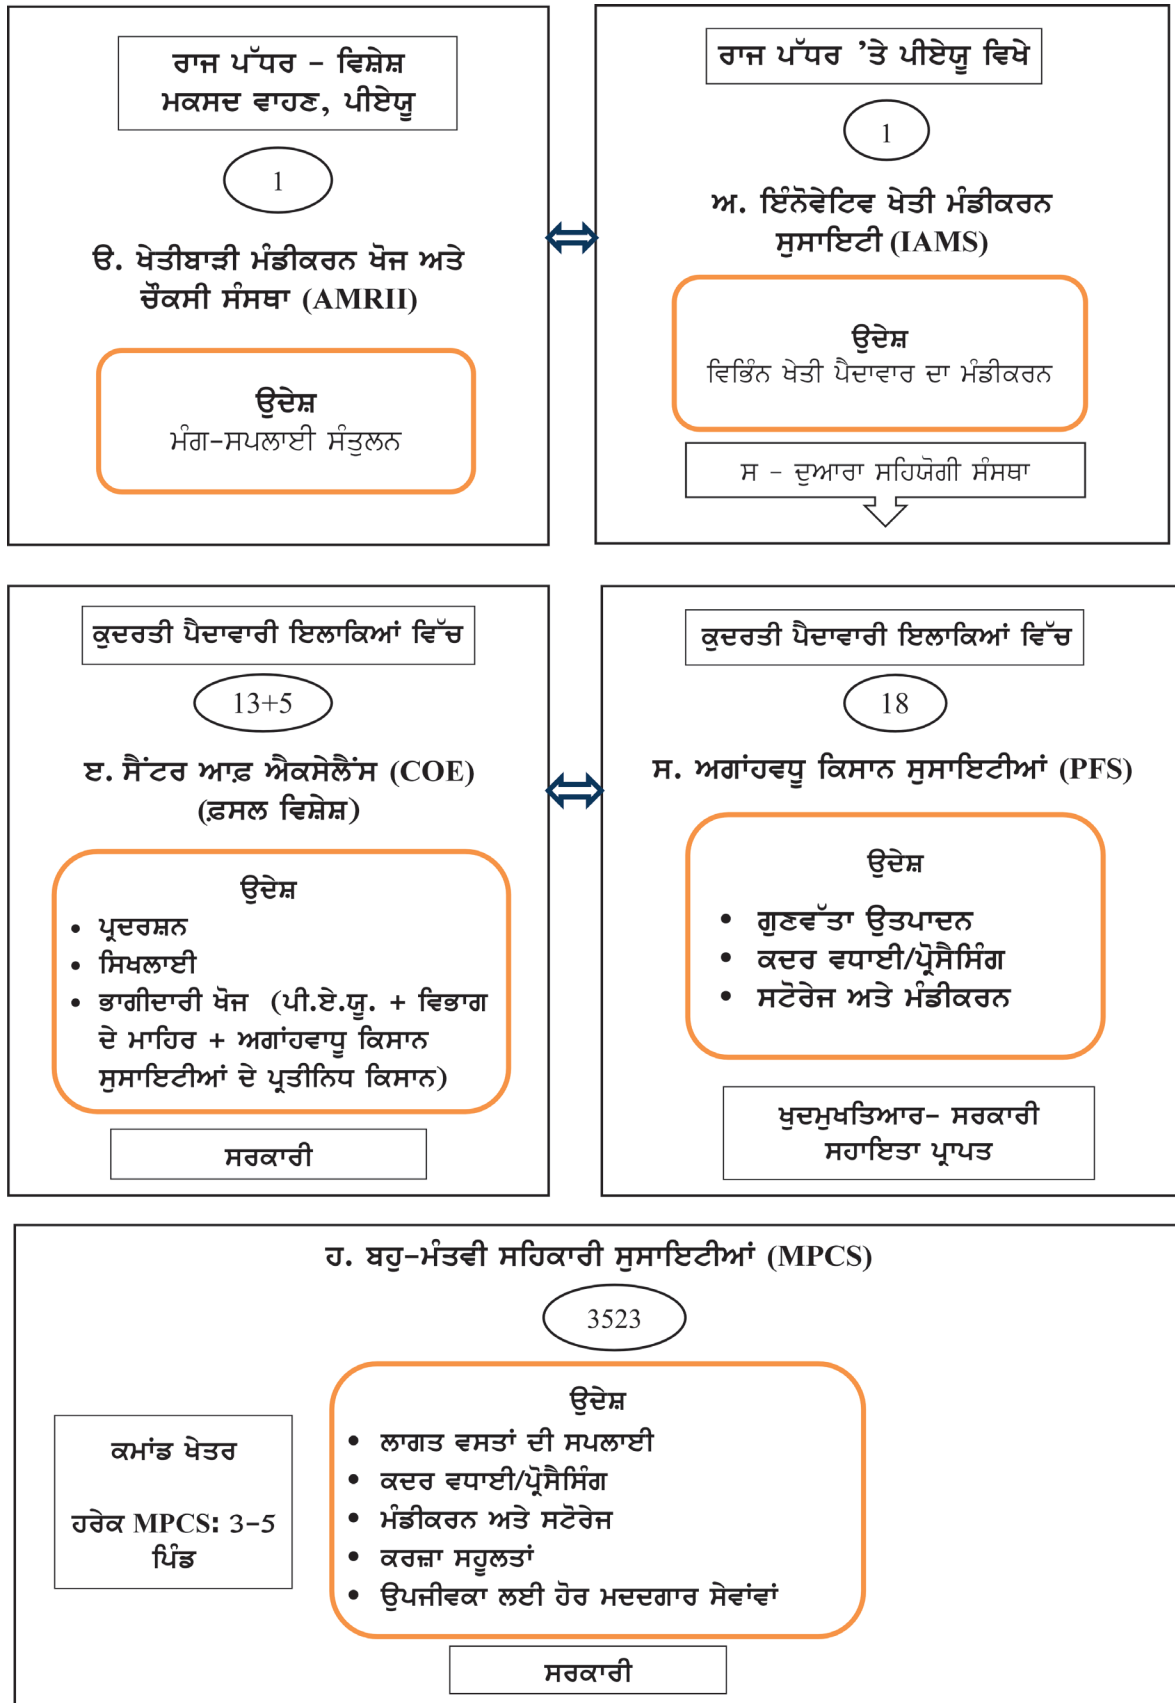 ਰਾਜ ਪੱਧਰ – ਵਿਸ਼ੇਸ਼
ਮਕਸਦ ਵਾਹਣ, ਪੀਏਯੂ
1
ੳ. ਖੇਤੀਬਾੜੀ ਮੰਡੀਕਰਨ ਖੋਜ ਅਤੇ
ਚੌਕਸੀ ਸੰਸਥਾ (AMRII)
ਉਦੇਸ਼
ਮੰਗ-ਸਪਲਾਈ ਸੰਤੁਲਨ
ਰਾਜ ਪੱਧਰ ’ਤੇ ਪੀਏਯੂ ਵਿਖੇ
1
ਅ. ਇੰਨੋਵੇਟਿਵ ਖੇਤੀ ਮੰਡੀਕਰਨ
ਸੁਸਾਇਟੀ (IAMS)
ਉਦੇਸ਼
ਵਿਭਿੰਨ ਖੇਤੀ ਪੈਦਾਵਾਰ ਦਾ ਮੰਡੀਕਰਨ
ਸ – ਦੁਆਰਾ ਸਹਿਯੋਗੀ ਸੰਸਥਾ
ਕੁਦਰਤੀ ਪੈਦਾਵਾਰੀ ਇਲਾਕਿਆਂ ਵਿੱਚ
13+5
ੲ. ਸੈਂਟਰ ਆਫ਼ ਐਕਸੇਲੈਂਸ (COE)
(ਫ਼ਸਲ ਵਿਸ਼ੇਸ਼)
ਉਦੇਸ਼
• ਪ੍ਰਦਰਸ਼ਨ
• ਸਿਖਲਾਈ
• ਭਾਗੀਦਾਰੀ ਖੋਜ (ਪੀ.ਏ.ਯੂ. + ਵਿਭਾਗ
ਦੇ ਮਾਹਿਰ + ਅਗਾਂਹਵਾਧੂ ਕਿਸਾਨ
ਸੁਸਾਇਟੀਆਂ ਦੇ ਪ੍ਰਤੀਨਿਧ ਕਿਸਾਨ)
ਸਰਕਾਰੀ
ਕੁਦਰਤੀ ਪੈਦਾਵਾਰੀ ਇਲਾਕਿਆਂ ਵਿੱਚ
18
ਸ. ਅਗਾਂਹਵਧੂ ਕਿਸਾਨ ਸੁਸਾਇਟੀਆਂ (PFS)
ਉਦੇਸ਼
• ਗੁਣਵੱਤਾ ਉਤਪਾਦਨ
• ਕਦਰ ਵਧਾਈ/ਪ੍ਰੋਸੈਸਿੰਗ
• ਸਟੋਰੇਜ ਅਤੇ ਮੰਡੀਕਰਨ
ਖੁਦਮੁਖਤਿਆਰ- ਸਰਕਾਰੀ
ਸਹਾਇਤਾ ਪ੍ਰਾਪਤ
ਹ. ਬਹੁ-ਮੰਤਵੀ ਸਹਿਕਾਰੀ ਸੁਸਾਇਟੀਆਂ (MPCS)
3523
ਕਮਾਂਡ ਖੇਤਰ
ਹਰੇਕ MPCS: 3-5
ਪਿੰਡ
ਉਦੇਸ਼
• ਲਾਗਤ ਵਸਤਾਂ ਦੀ ਸਪਲਾਈ
• ਕਦਰ ਵਧਾਈ/ਪ੍ਰੋਸੈਸਿੰਗ
• ਮੰਡੀਕਰਨ ਅਤੇ ਸਟੋਰੇਜ
• ਕਰਜ਼ਾ ਸਹੂਲਤਾਂ
• ਉਪਜੀਵਕਾ ਲਈ ਹੋਰ ਮਦਦਗਾਰ ਸੇਵਾਂਵਾਂ
ਸਰਕਾਰੀ